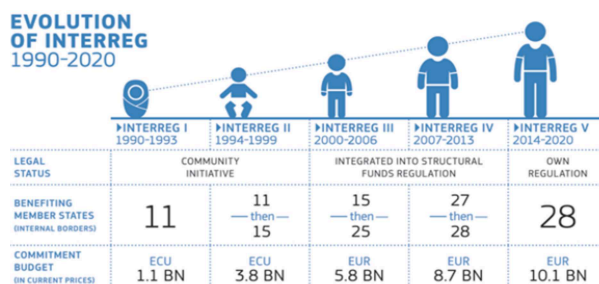 EVOLUTION
OF INTERREG
1990-2020
INTERREG I
1990-1993
INTERREG II
1994-1999
INTERREG III
2000-2006
INTERREG IV
2007-2013
INTERREG V
2014-2020
LEGAL
STATUS
COMMUNITY
INITIATIVE
INTEGRATED INTO STRUCTURAL
FUNDS REGULATION
OWN
REGULATION
BENEFITING
MEMBER STATES
(INTERNAL BORDERS)
11
11
then
15
15
then
25
27
then
28
28
COMMITMENT
BUDGET
(IN CURRENT PRICES)
ECU
1.1 BN
ECU
3.8 BN
EUR
5.8 BN
EUR
8.7 BN
EUR
10.1 BN